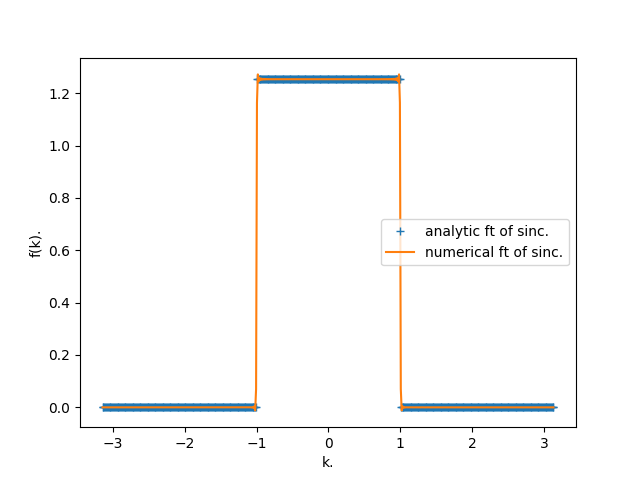 1.2
1.0
0.8
0.6
0.4
0.2
0.0
f(k).
analytic ft of sinc.
numerical ft of sinc.
−3 −2 −1 0 1 2 3
k.